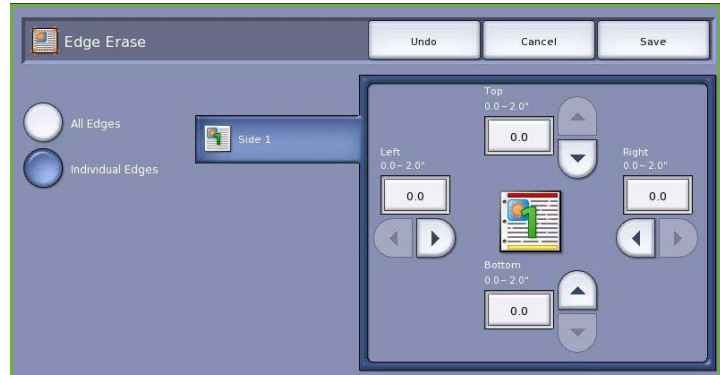 Edge Erase
Undo
Cancel
Save
All Edges
Individual Edges
Side 1
Top
0.0– 2.0"
0.0
Left
0.0– 2.0"
0.0
Right
0.0– 2.0"
0.0
1
Bottom
0.0– 2.0"
0.0